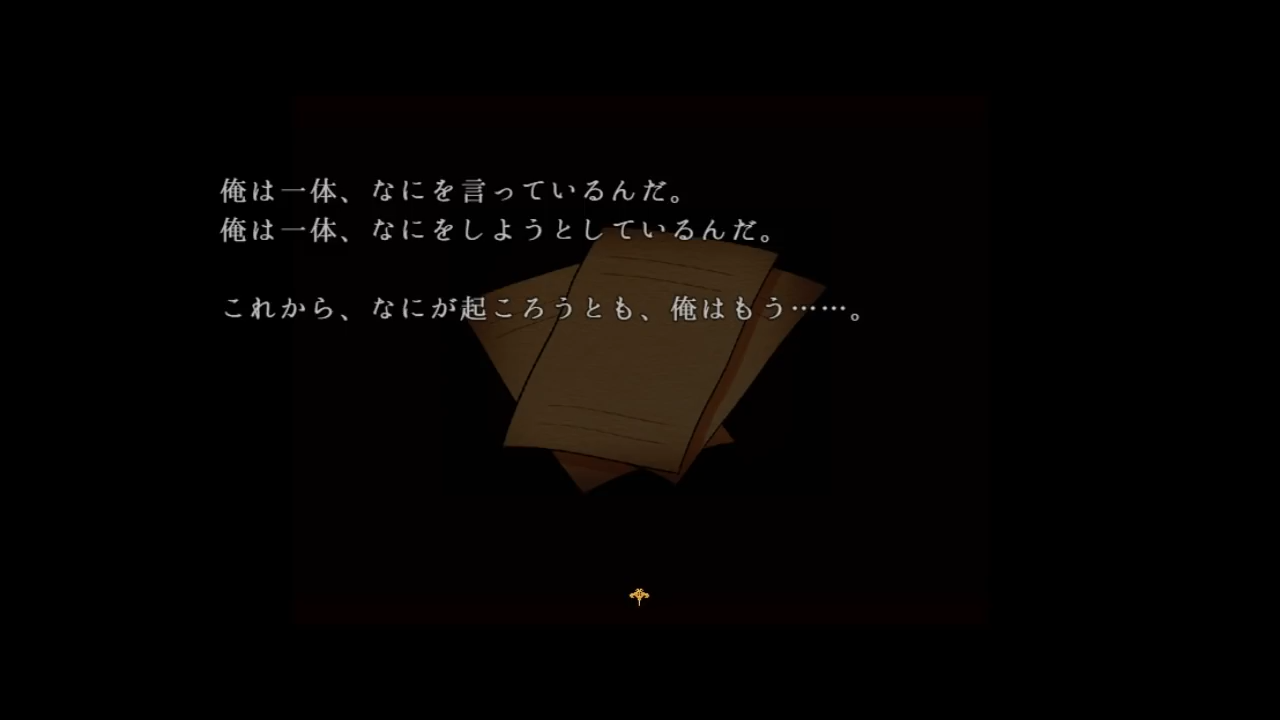 俺は一体、なにを言っているんだ。
俺は一体、なにをしようとしているんだ。
これから、なにが起ころうとも、俺はもう……。